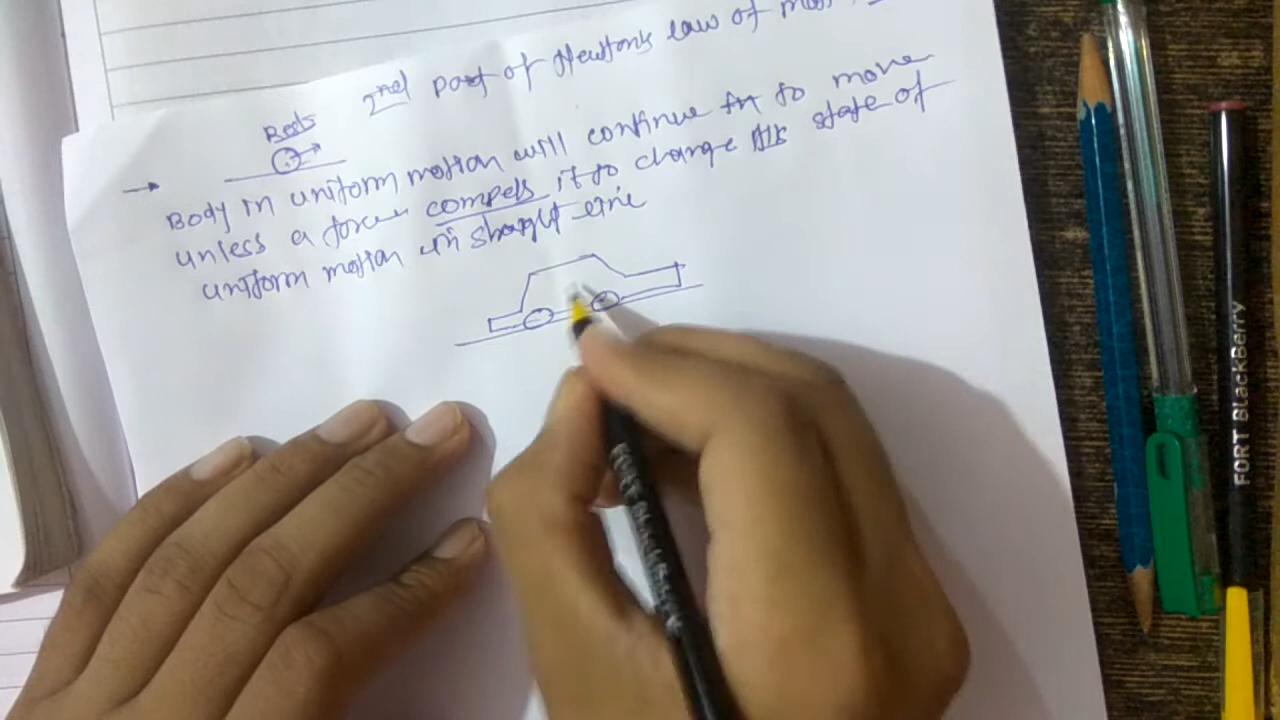 2nd part of Newton's law of
Body in uniform motion will continue to move
unless a force compels it to change its state of
uniform motion in straight line
FORT BlackBerry